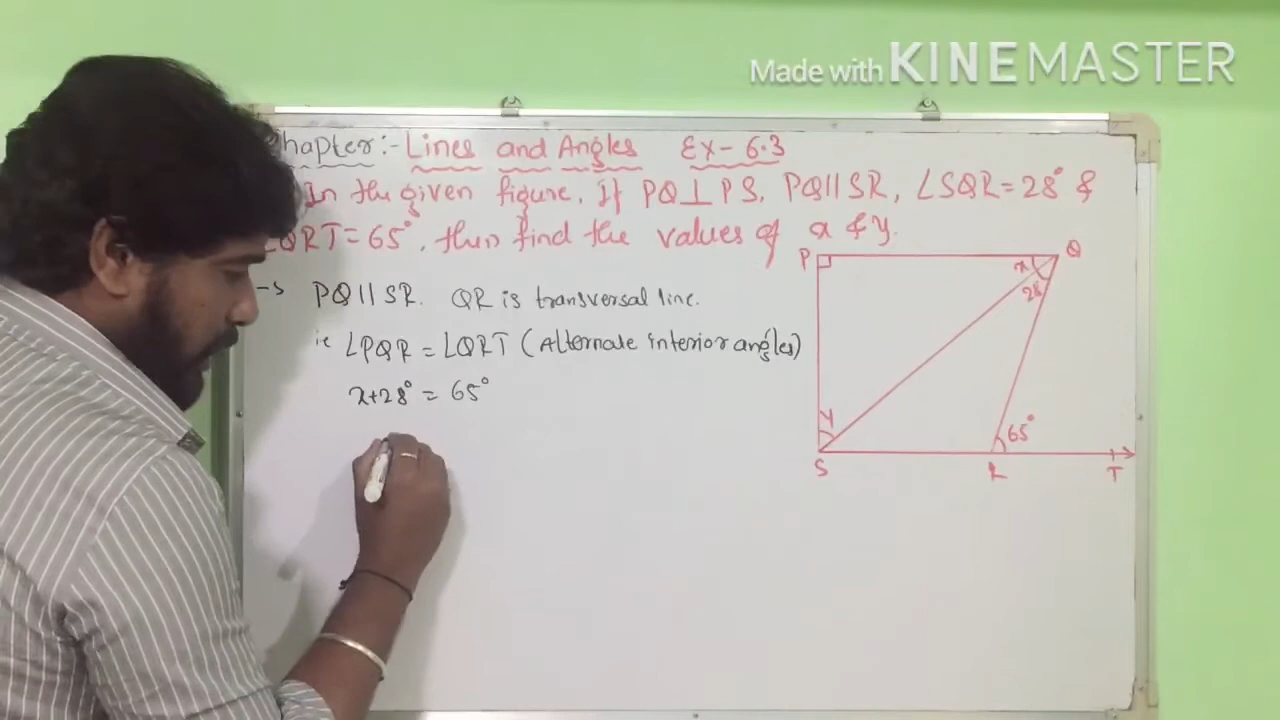 Made with KINEMASTER
hapter:- Lines and Angles Ex-6.3
In the given figure, if PQ⊥PS, PQ||SR, ∠SQR=28° &
QRT=65°, then find the values of x & y.
P Q
x
28
→ PQ||SR. QR is transversal line.
ie ∠PQR = ∠QRT (Alternate interior angles)
x+28° = 65°
y
65°
S R T